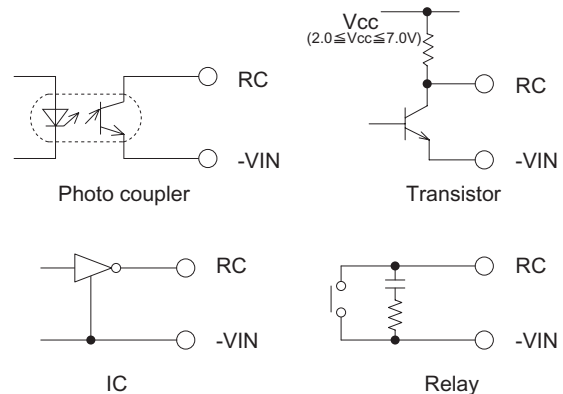 Vcc
(2.0≦Vcc≦7.0V)
RC
-VIN
Photo coupler
RC
-VIN
Transistor
RC
-VIN
IC
RC
-VIN
Relay